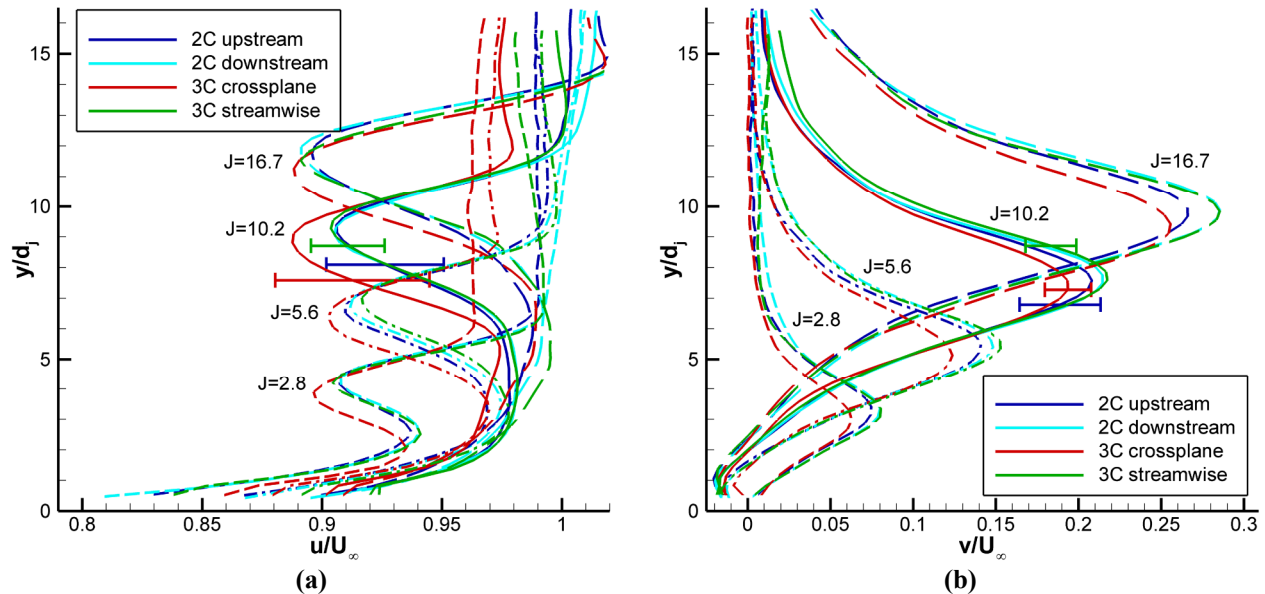 2C upstream
2C downstream
3C crossplane
3C streamwise
J=16.7
J=10.2
J=5.6
J=2.8
15
10
5
0
y/dj
0.8
0.85
0.9
0.95
1
u/U∞
(a)
15
10
5
0
y/dj
J=16.7
J=10.2
J=5.6
J=2.8
2C upstream
2C downstream
3C crossplane
3C streamwise
0
0.05
0.1
0.15
0.2
0.25
0.3
v/U∞
(b)